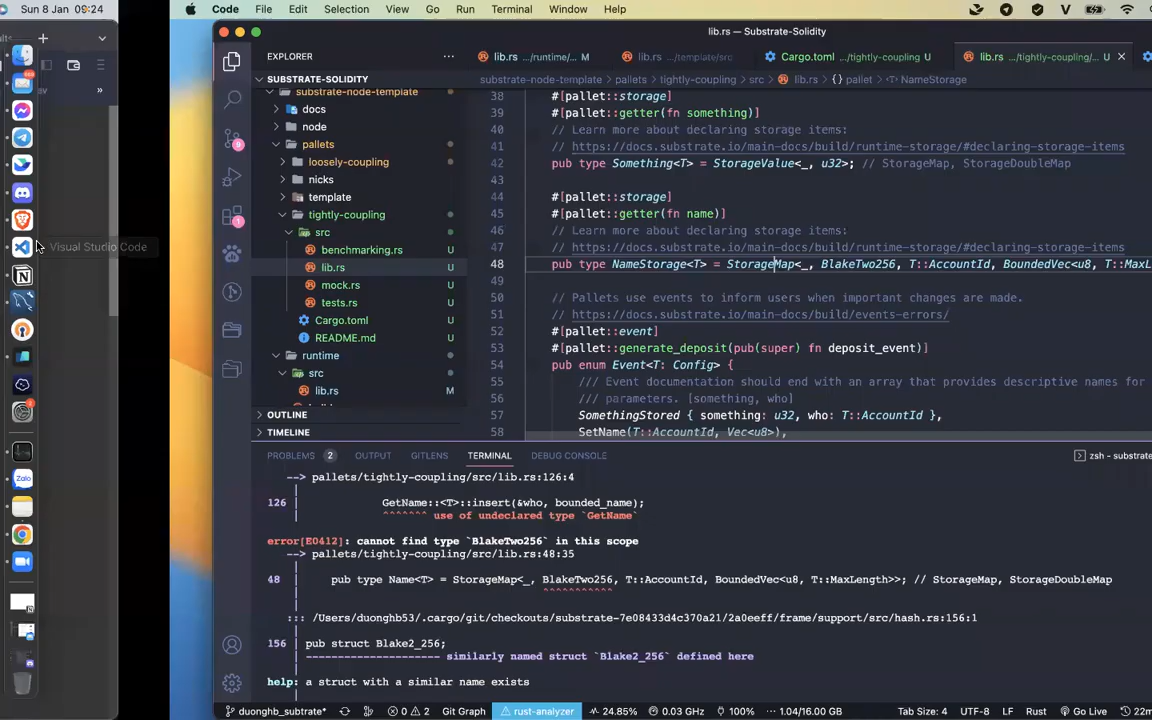 Sun 8 Jan 09:24
Code File Edit Selection View Go Run Terminal Window Help
lib.rs — Substrate-Solidity
EXPLORER
lib.rs .../runtime/... M
lib.rs .../template/src
Cargo.toml .../tightly-coupling U
lib.rs .../tightly-coupling/... U
SUBSTRATE-SOLIDITY
substrate-node-template > pallets > tightly-coupling > src > lib.rs > {} pallet > NameStorage
substrate-node-template
docs
node
pallets
loosely-coupling
nicks
template
tightly-coupling
src
benchmarking.rs U
lib.rs U
mock.rs U
tests.rs U
Cargo.toml U
README.md U
runtime
src
lib.rs M
OUTLINE
TIMELINE
Visual Studio Code
38 #[pallet::storage]
39 #[pallet::getter(fn something)]
40 // Learn more about declaring storage items:
41 // https://docs.substrate.io/main-docs/build/runtime-storage/#declaring-storage-items
42 pub type Something<T> = StorageValue<_, u32>; // StorageMap, StorageDoubleMap
43
44 #[pallet::storage]
45 #[pallet::getter(fn name)]
46 // Learn more about declaring storage items:
47 // https://docs.substrate.io/main-docs/build/runtime-storage/#declaring-storage-items
48 pub type NameStorage<T> = StorageMap<_, BlakeTwo256, T::AccountId, BoundedVec<u8, T::MaxL
49
50 // Pallets use events to inform users when important changes are made.
51 // https://docs.substrate.io/main-docs/build/events-errors/
52 #[pallet::event]
53 #[pallet::generate_deposit(pub(super) fn deposit_event)]
54 pub enum Event<T: Config> {
55 /// Event documentation should end with an array that provides descriptive names for
56 /// parameters. [something, who]
57 SomethingStored { something: u32, who: T::AccountId },
58 SetName(T::AccountId, Vec<u8>),
PROBLEMS 2 OUTPUT GITLENS TERMINAL DEBUG CONSOLE
zsh - substrate
--> pallets/tightly-coupling/src/lib.rs:126:4
126 | GetName::<T>::insert(&who, bounded_name);
| ^^^^^^^ use of undeclared type `GetName`
error[E0412]: cannot find type `BlakeTwo256` in this scope
--> pallets/tightly-coupling/src/lib.rs:48:35
48 | pub type Name<T> = StorageMap<_, BlakeTwo256, T::AccountId, BoundedVec<u8, T::MaxLength>>; // StorageMap, StorageDoubleMap
| ^^^^^^^^^^^
::: /Users/duonghb53/.cargo/git/checkouts/substrate-7e08433d4c370a21/2a0eeff/frame/support/src/hash.rs:156:1
156 | pub struct Blake2_256;
| ---------------------- similarly named struct `Blake2_256` defined here
help: a struct with a similar name exists
duonghb_subtrate* 0 2 Git Graph rust-analyzer 24.85% 0.03 GHz 100% 1.04/16.00 GB Tab Size: 4 UTF-8 LF Rust Go Live 22m